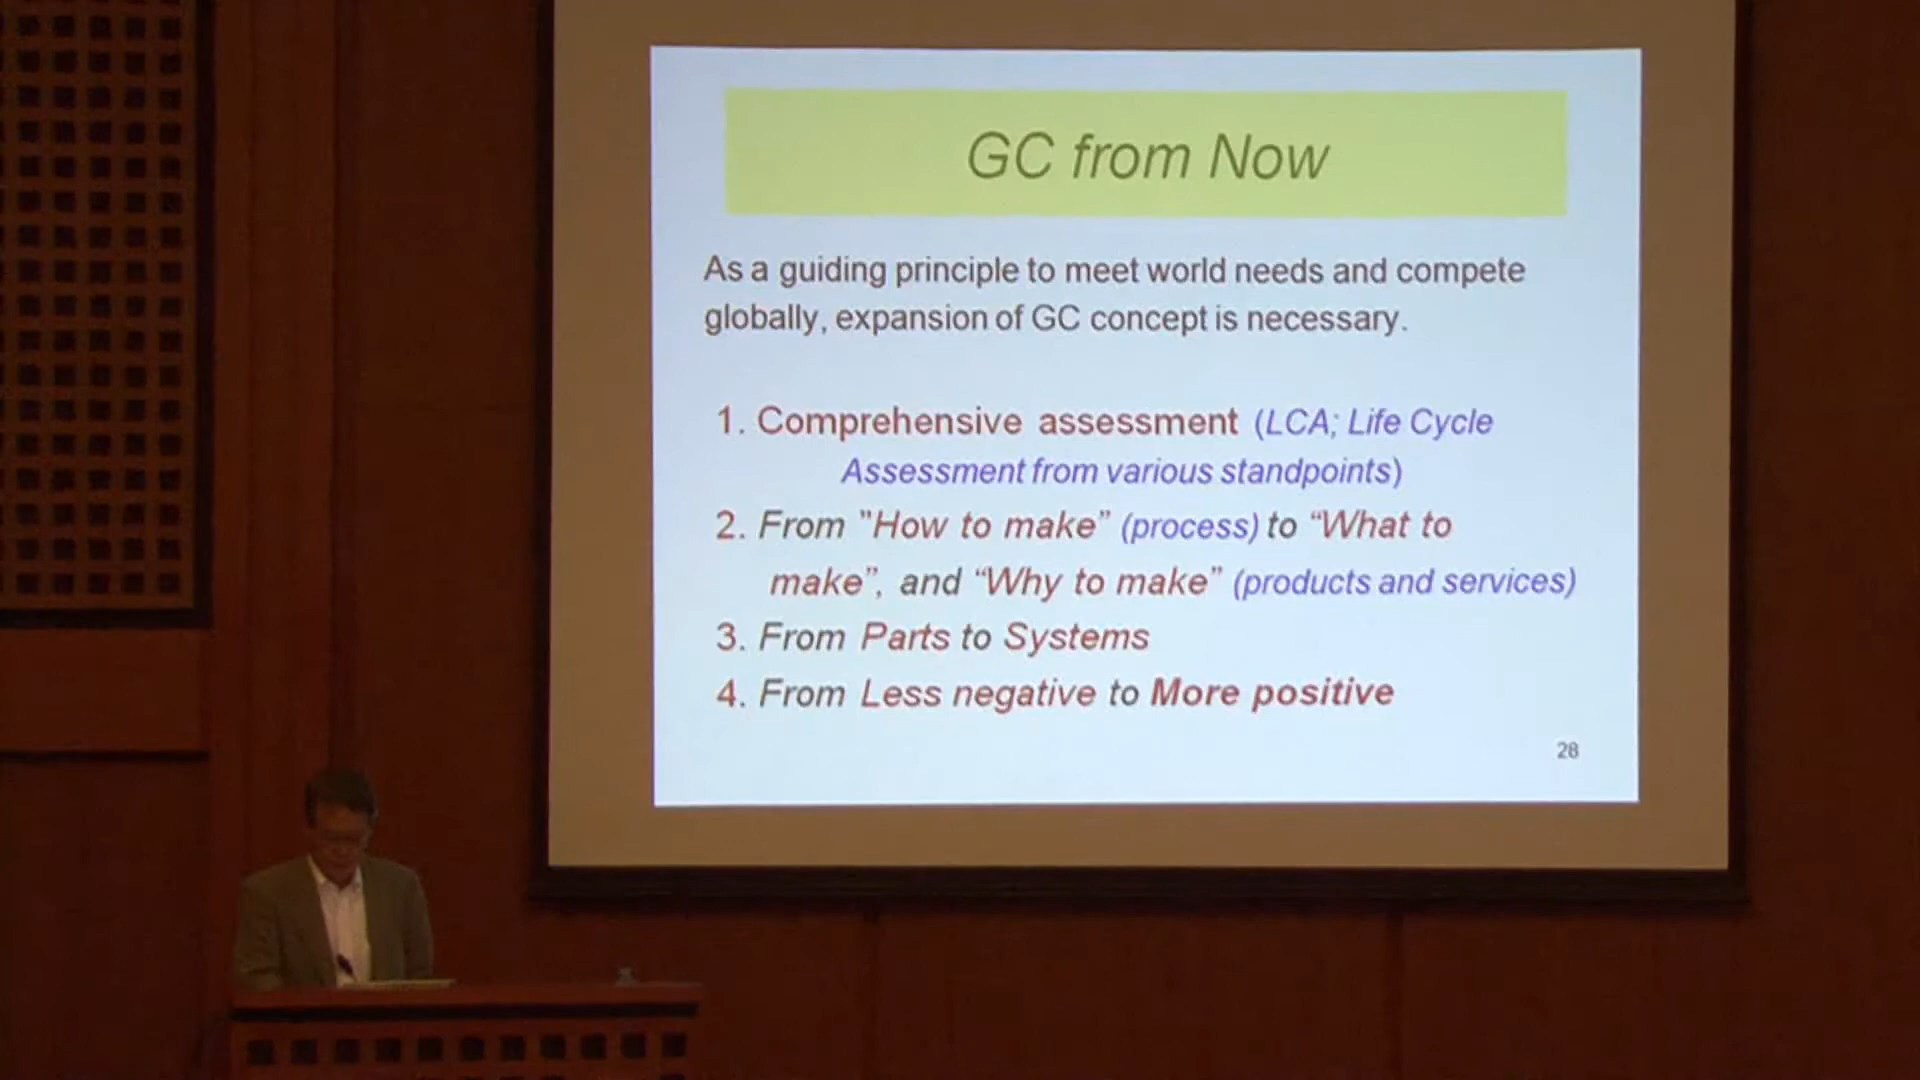 GC from Now
As a guiding principle to meet world needs and compete
globally, expansion of GC concept is necessary.
1. Comprehensive assessment (LCA; Life Cycle
Assessment from various standpoints)
2. From "How to make” (process) to “What to
make”, and “Why to make” (products and services)
3. From Parts to Systems
4. From Less negative to More positive
28